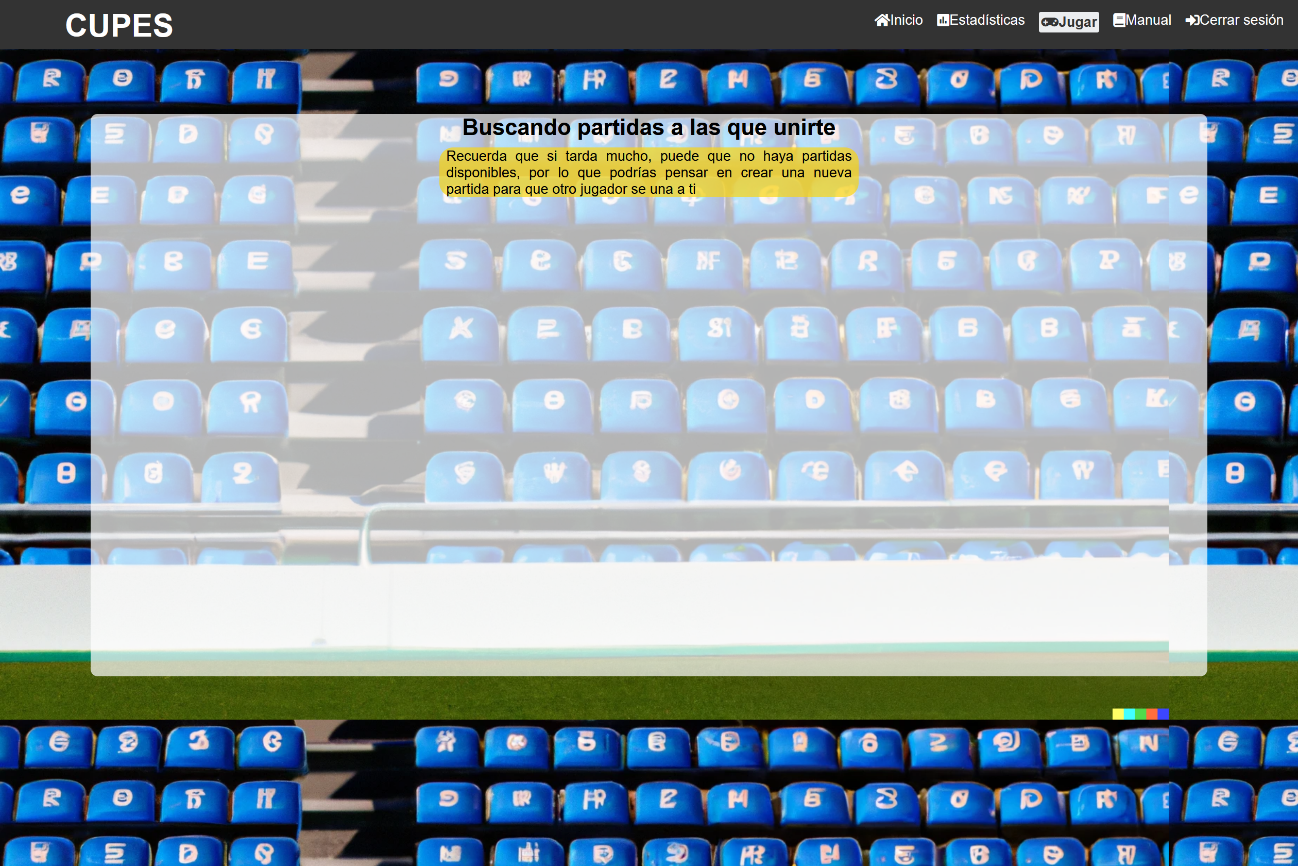 CUPES
Inicio
Estadísticas
Jugar
Manual
Cerrar sesión
Buscando partidas a las que unirte
Recuerda que si tarda mucho, puede que no haya partidas
disponibles, por lo que podrías pensar en crear una nueva
partida para que otro jugador se una a ti